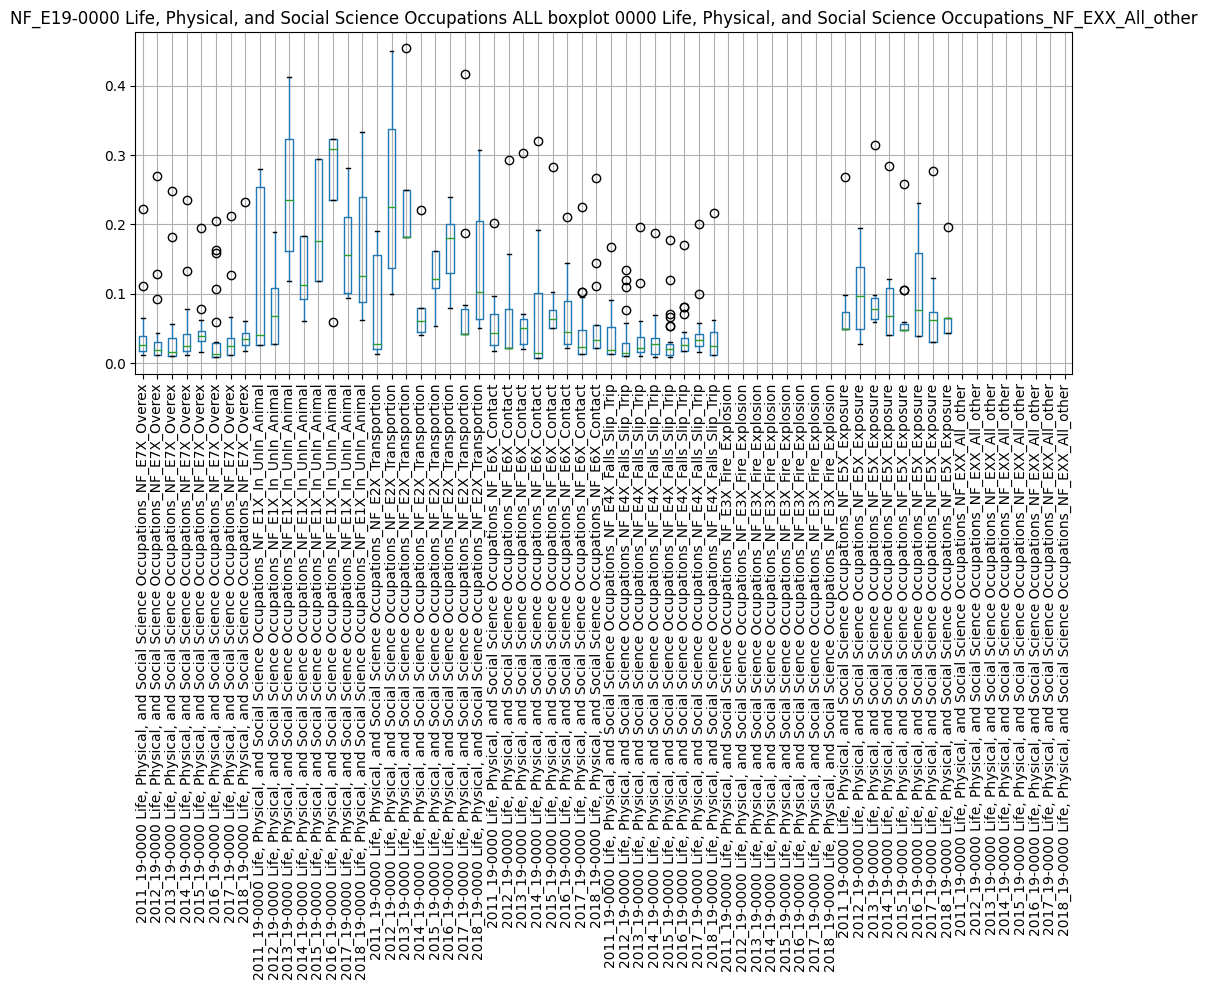 NF_E19-0000 Life, Physical, and Social Science Occupations ALL boxplot 0000 Life, Physical, and Social Science Occupations_NF_EXX_All_other
0.4
0.3
0.2
0.1
0.0
2011_19-0000 Life, Physical, and Social Science Occupations_NF_E7X_Overex
2012_19-0000 Life, Physical, and Social Science Occupations_NF_E7X_Overex
2013_19-0000 Life, Physical, and Social Science Occupations_NF_E7X_Overex
2014_19-0000 Life, Physical, and Social Science Occupations_NF_E7X_Overex
2015_19-0000 Life, Physical, and Social Science Occupations_NF_E7X_Overex
2016_19-0000 Life, Physical, and Social Science Occupations_NF_E7X_Overex
2017_19-0000 Life, Physical, and Social Science Occupations_NF_E7X_Overex
2018_19-0000 Life, Physical, and Social Science Occupations_NF_E7X_Overex
2011_19-0000 Life, Physical, and Social Science Occupations_NF_E1X_In_Unin_Animal
2012_19-0000 Life, Physical, and Social Science Occupations_NF_E1X_In_Unin_Animal
2013_19-0000 Life, Physical, and Social Science Occupations_NF_E1X_In_Unin_Animal
2014_19-0000 Life, Physical, and Social Science Occupations_NF_E1X_In_Unin_Animal
2015_19-0000 Life, Physical, and Social Science Occupations_NF_E1X_In_Unin_Animal
2016_19-0000 Life, Physical, and Social Science Occupations_NF_E1X_In_Unin_Animal
2017_19-0000 Life, Physical, and Social Science Occupations_NF_E1X_In_Unin_Animal
2018_19-0000 Life, Physical, and Social Science Occupations_NF_E1X_In_Unin_Animal
2011_19-0000 Life, Physical, and Social Science Occupations_NF_E2X_Transportion
2012_19-0000 Life, Physical, and Social Science Occupations_NF_E2X_Transportion
2013_19-0000 Life, Physical, and Social Science Occupations_NF_E2X_Transportion
2014_19-0000 Life, Physical, and Social Science Occupations_NF_E2X_Transportion
2015_19-0000 Life, Physical, and Social Science Occupations_NF_E2X_Transportion
2016_19-0000 Life, Physical, and Social Science Occupations_NF_E2X_Transportion
2017_19-0000 Life, Physical, and Social Science Occupations_NF_E2X_Transportion
2018_19-0000 Life, Physical, and Social Science Occupations_NF_E2X_Transportion
2011_19-0000 Life, Physical, and Social Science Occupations_NF_E6X_Contact
2012_19-0000 Life, Physical, and Social Science Occupations_NF_E6X_Contact
2013_19-0000 Life, Physical, and Social Science Occupations_NF_E6X_Contact
2014_19-0000 Life, Physical, and Social Science Occupations_NF_E6X_Contact
2015_19-0000 Life, Physical, and Social Science Occupations_NF_E6X_Contact
2016_19-0000 Life, Physical, and Social Science Occupations_NF_E6X_Contact
2017_19-0000 Life, Physical, and Social Science Occupations_NF_E6X_Contact
2018_19-0000 Life, Physical, and Social Science Occupations_NF_E6X_Contact
2011_19-0000 Life, Physical, and Social Science Occupations_NF_E4X_Falls_Slip_Trip
2012_19-0000 Life, Physical, and Social Science Occupations_NF_E4X_Falls_Slip_Trip
2013_19-0000 Life, Physical, and Social Science Occupations_NF_E4X_Falls_Slip_Trip
2014_19-0000 Life, Physical, and Social Science Occupations_NF_E4X_Falls_Slip_Trip
2015_19-0000 Life, Physical, and Social Science Occupations_NF_E4X_Falls_Slip_Trip
2016_19-0000 Life, Physical, and Social Science Occupations_NF_E4X_Falls_Slip_Trip
2017_19-0000 Life, Physical, and Social Science Occupations_NF_E4X_Falls_Slip_Trip
2018_19-0000 Life, Physical, and Social Science Occupations_NF_E4X_Falls_Slip_Trip
2011_19-0000 Life, Physical, and Social Science Occupations_NF_E3X_Fire_Explosion
2012_19-0000 Life, Physical, and Social Science Occupations_NF_E3X_Fire_Explosion
2013_19-0000 Life, Physical, and Social Science Occupations_NF_E3X_Fire_Explosion
2014_19-0000 Life, Physical, and Social Science Occupations_NF_E3X_Fire_Explosion
2015_19-0000 Life, Physical, and Social Science Occupations_NF_E3X_Fire_Explosion
2016_19-0000 Life, Physical, and Social Science Occupations_NF_E3X_Fire_Explosion
2017_19-0000 Life, Physical, and Social Science Occupations_NF_E3X_Fire_Explosion
2018_19-0000 Life, Physical, and Social Science Occupations_NF_E3X_Fire_Explosion
2011_19-0000 Life, Physical, and Social Science Occupations_NF_E5X_Exposure
2012_19-0000 Life, Physical, and Social Science Occupations_NF_E5X_Exposure
2013_19-0000 Life, Physical, and Social Science Occupations_NF_E5X_Exposure
2014_19-0000 Life, Physical, and Social Science Occupations_NF_E5X_Exposure
2015_19-0000 Life, Physical, and Social Science Occupations_NF_E5X_Exposure
2016_19-0000 Life, Physical, and Social Science Occupations_NF_E5X_Exposure
2017_19-0000 Life, Physical, and Social Science Occupations_NF_E5X_Exposure
2018_19-0000 Life, Physical, and Social Science Occupations_NF_E5X_Exposure
2011_19-0000 Life, Physical, and Social Science Occupations_NF_EXX_All_other
2012_19-0000 Life, Physical, and Social Science Occupations_NF_EXX_All_other
2013_19-0000 Life, Physical, and Social Science Occupations_NF_EXX_All_other
2014_19-0000 Life, Physical, and Social Science Occupations_NF_EXX_All_other
2015_19-0000 Life, Physical, and Social Science Occupations_NF_EXX_All_other
2016_19-0000 Life, Physical, and Social Science Occupations_NF_EXX_All_other
2017_19-0000 Life, Physical, and Social Science Occupations_NF_EXX_All_other
2018_19-0000 Life, Physical, and Social Science Occupations_NF_EXX_All_other